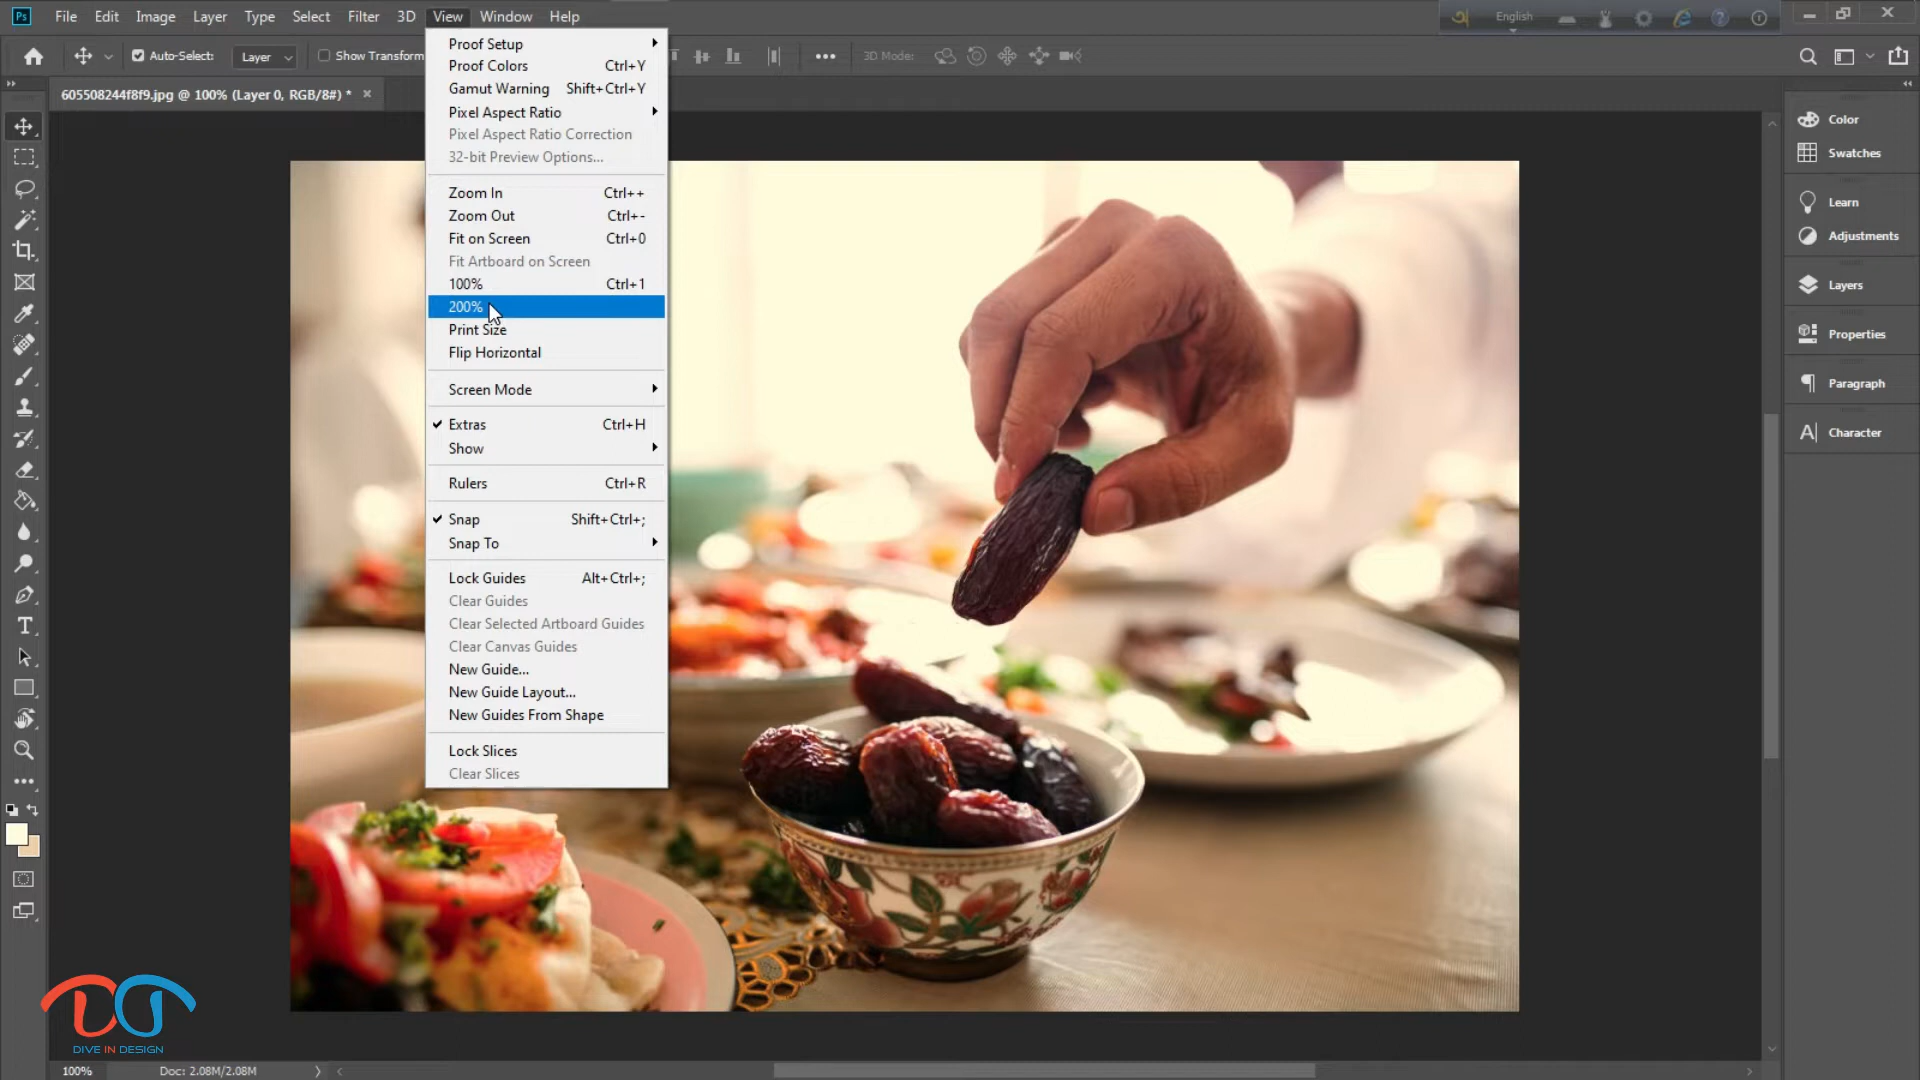 Ps File Edit Image Layer Type Select Filter 3D View Window Help
English
Auto-Select: Layer Show Transform
3D Mode:
605508244f8f9.jpg @ 100% (Layer 0, RGB/8#) *
Proof Setup
Proof Colors Ctrl+Y
Gamut Warning Shift+Ctrl+Y
Pixel Aspect Ratio
Pixel Aspect Ratio Correction
32-bit Preview Options...
Zoom In Ctrl++
Zoom Out Ctrl+-
Fit on Screen Ctrl+0
Fit Artboard on Screen
100% Ctrl+1
200%
Print Size
Flip Horizontal
Screen Mode
Extras Ctrl+H
Show
Rulers Ctrl+R
Snap Shift+Ctrl+;
Snap To
Lock Guides Alt+Ctrl+;
Clear Guides
Clear Selected Artboard Guides
Clear Canvas Guides
New Guide...
New Guide Layout...
New Guides From Shape
Lock Slices
Clear Slices
Color
Swatches
Learn
Adjustments
Layers
Properties
Paragraph
Character
DIVE IN DESIGN
100% Doc: 2.08M/2.08M